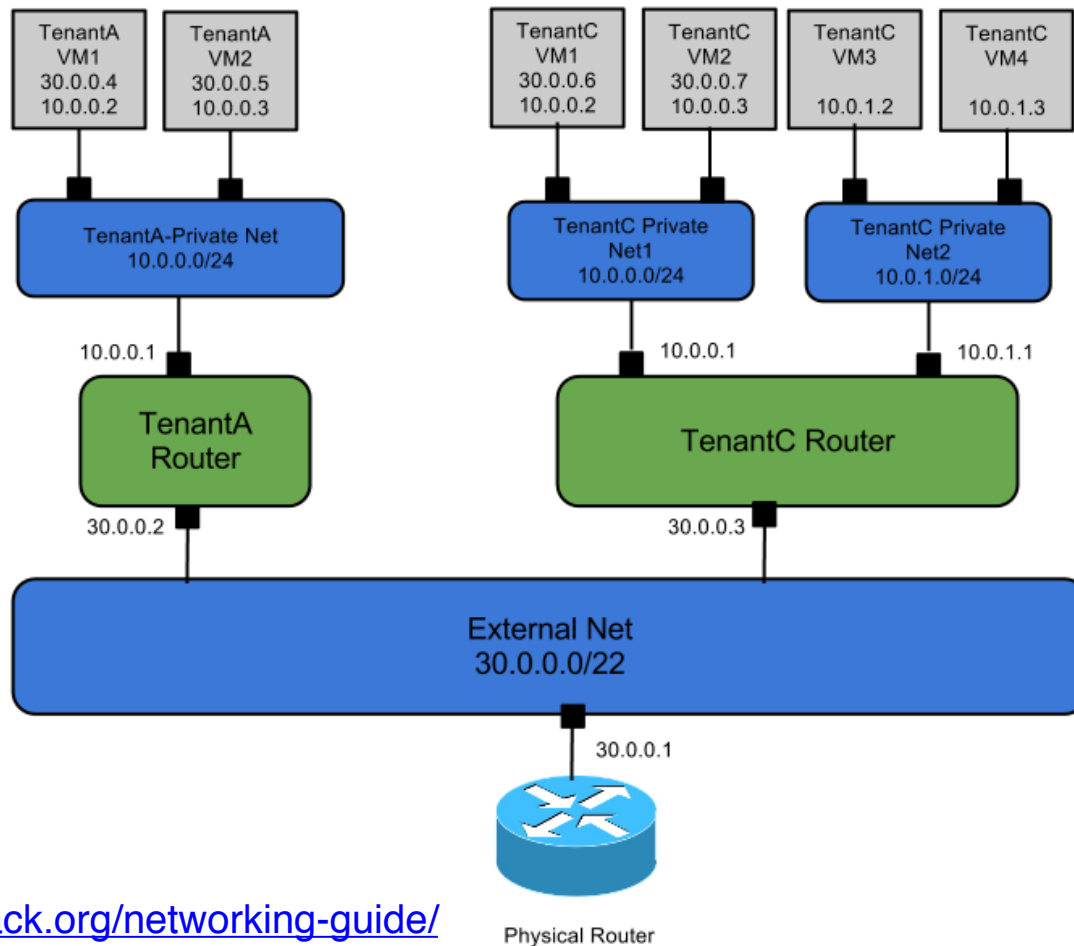 TenantA
VM1
30.0.0.4
10.0.0.2
TenantA
VM2
30.0.0.5
10.0.0.3
TenantC
VM1
30.0.0.6
10.0.0.2
TenantC
VM2
30.0.0.7
10.0.0.3
TenantC
VM3
10.0.1.2
TenantC
VM4
10.0.1.3
TenantA-Private Net
10.0.0.0/24
TenantC Private
Net1
10.0.0.0/24
TenantC Private
Net2
10.0.1.0/24
10.0.0.1
10.0.0.1
10.0.1.1
TenantA
Router
TenantC Router
30.0.0.2
30.0.0.3
External Net
30.0.0.0/22
30.0.0.1
ack.org/networking-guide/
Physical Router